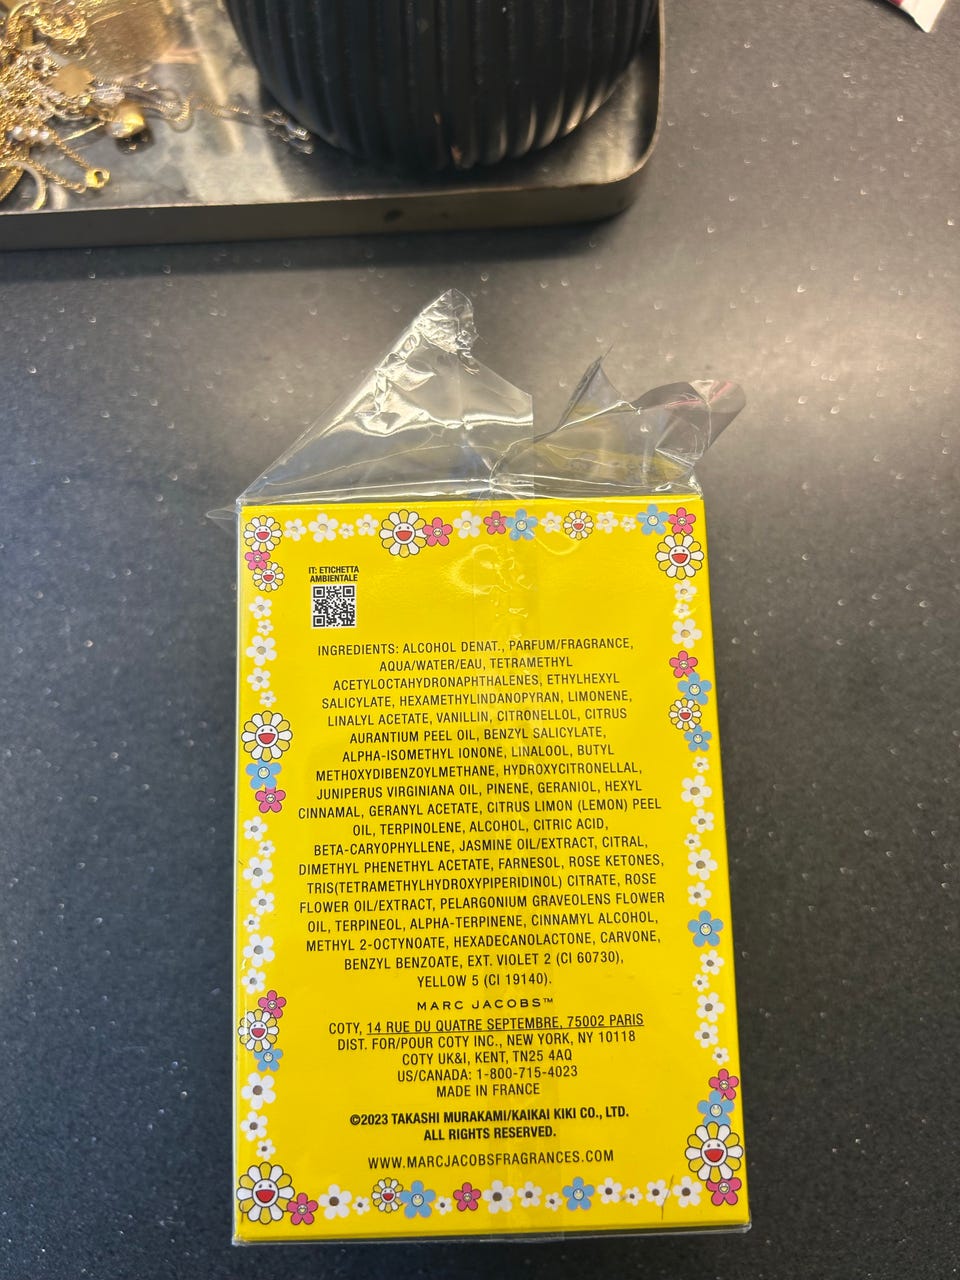 IT: ETICHETTA
AMBIENTALE
INGREDIENTS: ALCOHOL DENAT., PARFUM/FRAGRANCE,
AQUA/WATER/EAU, TETRAMETHYL
ACETYLOCTAHYDRONAPHTHALENES, ETHYLHEXYL
SALICYLATE, HEXAMETHYLINDANOPYRAN, LIMONENE,
LINALYL ACETATE, VANILLIN, CITRONELLOL, CITRUS
AURANTIUM PEEL OIL, BENZYL SALICYLATE,
ALPHA-ISOMETHYL IONONE, LINALOOL, BUTYL
METHOXYDIBENZOYLMETHANE, HYDROXYCITRONELLAL,
JUNIPERUS VIRGINIANA OIL, PINENE, GERANIOL, HEXYL
CINNAMAL, GERANYL ACETATE, CITRUS LIMON (LEMON) PEEL
OIL, TERPINOLENE, ALCOHOL, CITRIC ACID,
BETA-CARYOPHYLLENE, JASMINE OIL/EXTRACT, CITRAL,
DIMETHYL PHENETHYL ACETATE, FARNESOL, ROSE KETONES,
TRIS(TETRAMETHYLHYDROXYPIPERIDINOL) CITRATE, ROSE
FLOWER OIL/EXTRACT, PELARGONIUM GRAVEOLENS FLOWER
OIL, TERPINEOL, ALPHA-TERPINENE, CINNAMYL ALCOHOL,
METHYL 2-OCTYNOATE, HEXADECANOLACTONE, CARVONE,
BENZYL BENZOATE, EXT. VIOLET 2 (CI 60730),
YELLOW 5 (CI 19140).
MARC JACOBS™
COTY, 14 RUE DU QUATRE SEPTEMBRE, 75002 PARIS
DIST. FOR/POUR COTY INC., NEW YORK, NY 10118
COTY UK&I, KENT, TN25 4AQ
US/CANADA: 1-800-715-4023
MADE IN FRANCE
©2023 TAKASHI MURAKAMI/KAIKAI KIKI CO., LTD.
ALL RIGHTS RESERVED.
WWW.MARCJACOBSFRAGRANCES.COM